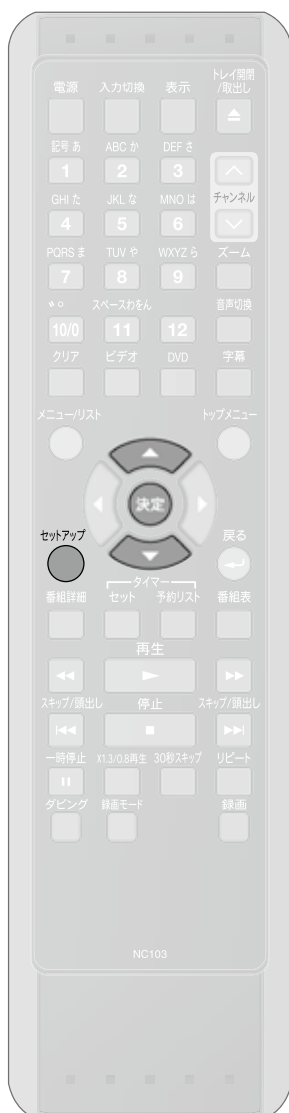 電源 入力切換 表示 トレイ開閉/取出し
記号 あ ABC か DEF さ
1 2 3
GHI た JKL な MNO は チャンネル
4 5 6
PQRS ま TUV や WXYZ ら ズーム
7 8 9
゛゜ スペースわをん 音声切換
10/0 11 12
クリア ビデオ DVD 字幕
メニュー/リスト トップメニュー
決定
セットアップ 戻る
タイマー
番組詳細 セット 予約リスト 番組表
再生
スキップ/頭出し 停止 スキップ/頭出し
一時停止 X1.3/0.8再生 30秒スキップ リピート
ダビング 録画モード 録画
NC103